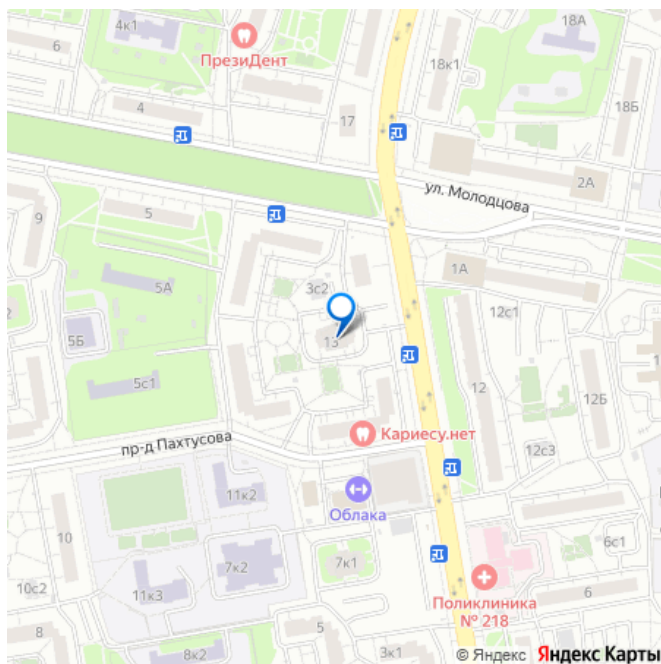 4к1
18А
6
ПрезиДент
18к1
4
17
18Б
ул. Молодцова
2А
9
5
5А
3с2
1А
12с1
5Б
13
5с1
12
12Б
пр-д Пахтусова
Кариесу.нет
12с3
11к2
Облака
10
7к2
7к1
6с1
10с2
11к3
Поликлиника
№ 218
6
8
5
8к2
3к1
© Яндекс
Яндекс Карты